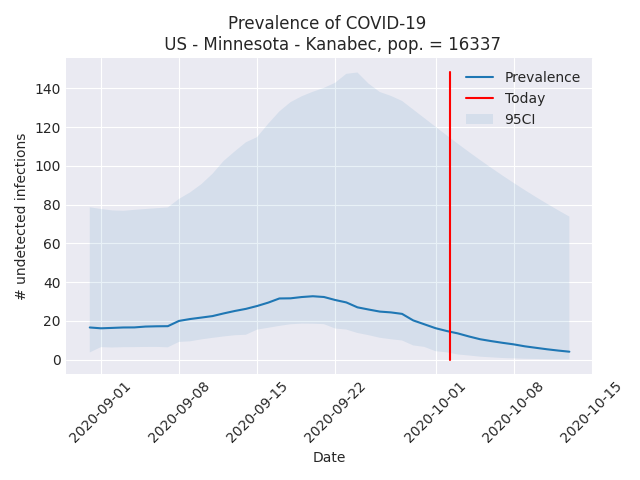 Prevalence of COVID-19
US - Minnesota - Kanabec, pop. = 16337
Prevalence
Today
95CI
140
120
100
80
60
40
20
0
# undetected infections
2020-09-01
2020-09-08
2020-09-15
2020-09-22
2020-10-01
2020-10-08
2020-10-15
Date